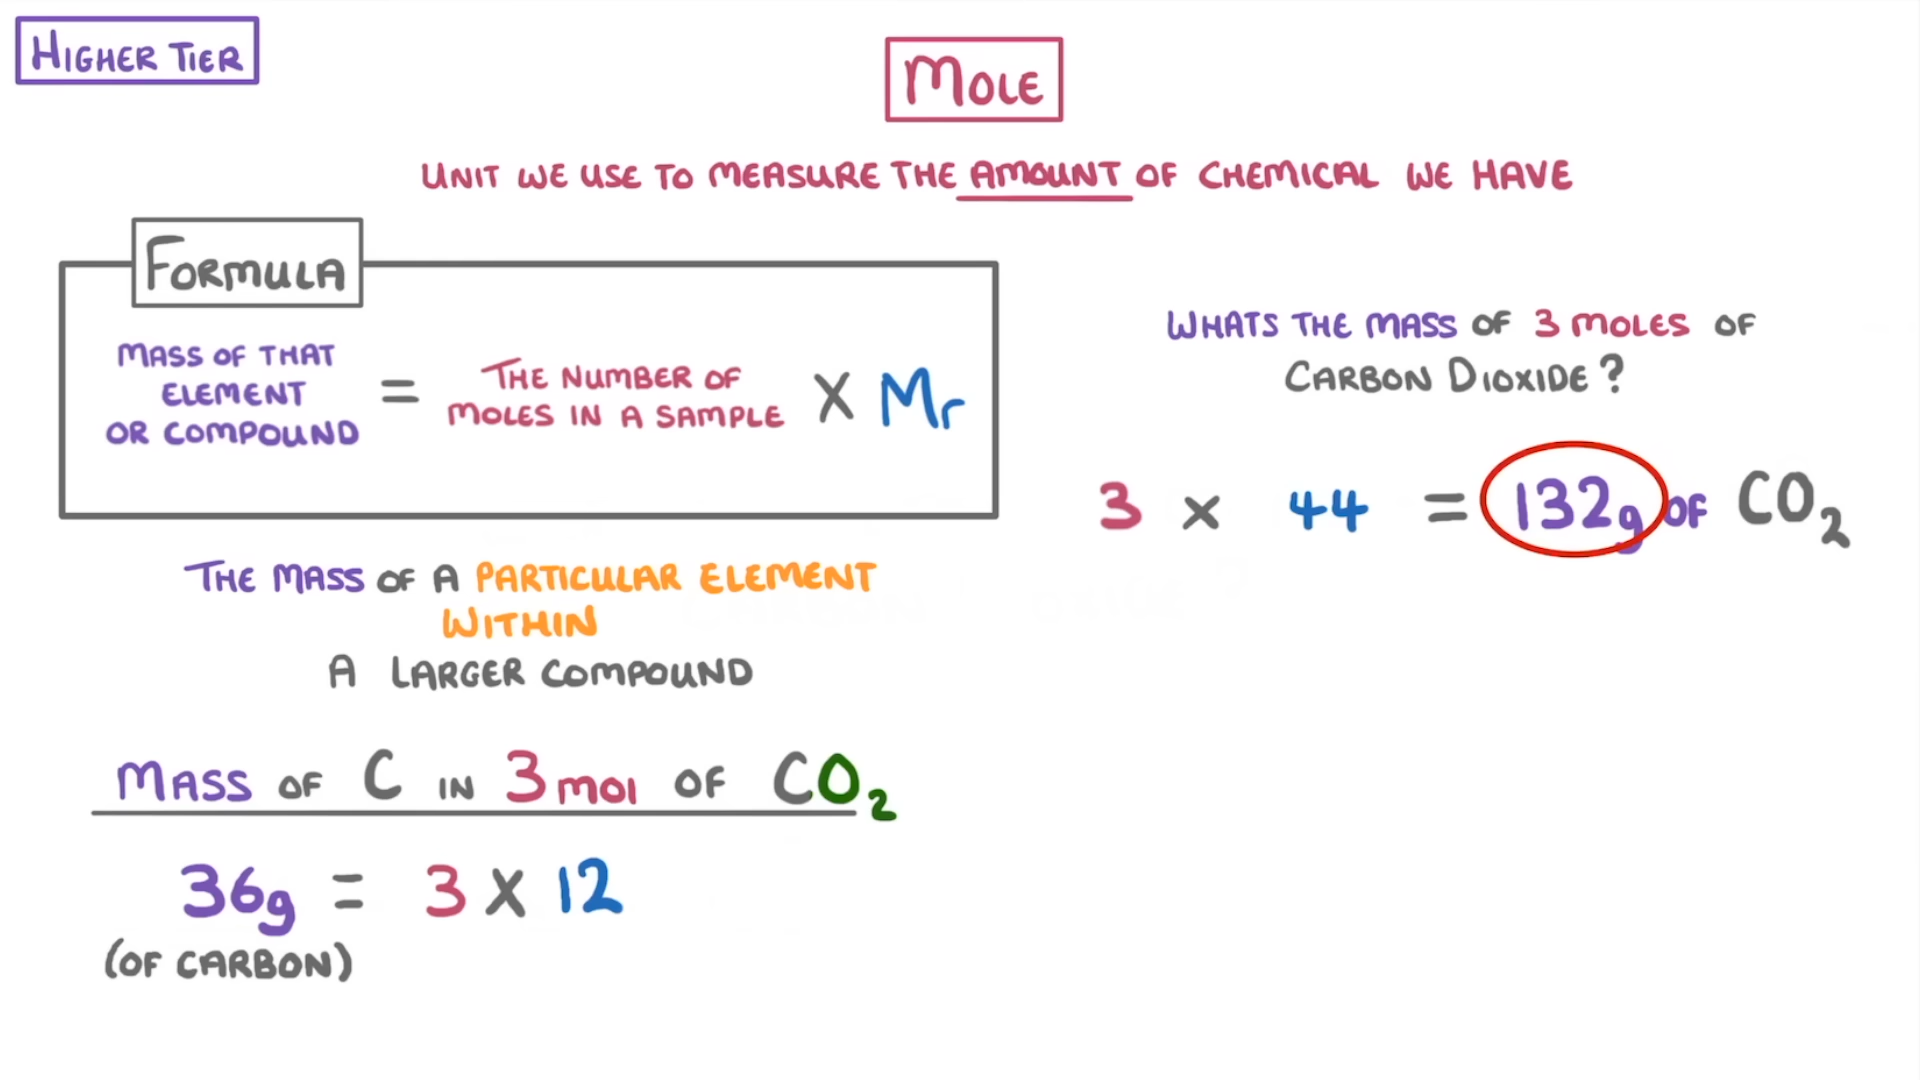 HIGHER TIER
MOLE
UNIT WE USE TO MEASURE THE AMOUNT OF CHEMICAL WE HAVE
FORMULA
MASS OF THAT
ELEMENT
OR COMPOUND
=
THE NUMBER OF
MOLES IN A SAMPLE
X Mr
THE MASS OF A PARTICULAR ELEMENT
WITHIN
A LARGER COMPOUND
MASS OF C IN 3 mol OF CO₂
36g = 3 X 12
(OF CARBON)
WHATS THE MASS OF 3 MOLES OF
CARBON DIOXIDE?
3 x 44 = 132g OF CO₂